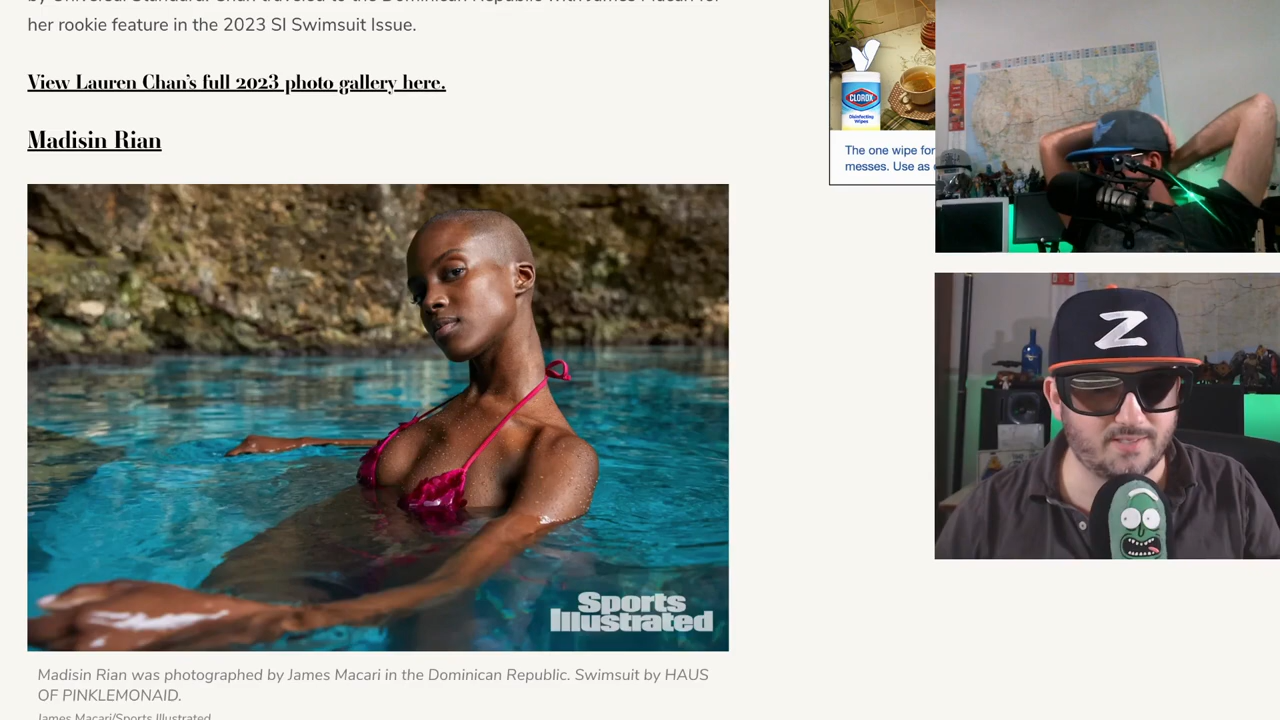 her rookie feature in the 2023 SI Swimsuit Issue.
View Lauren Chan's full 2023 photo gallery here.
Madisin Rian
Sports
Illustrated
Madisin Rian was photographed by James Macari in the Dominican Republic. Swimsuit by HAUS
OF PINKLEMONAID.
James Macari/Sports Illustrated
CLOROX
Disinfecting
Wipes
The one wipe for
messes. Use as
Z